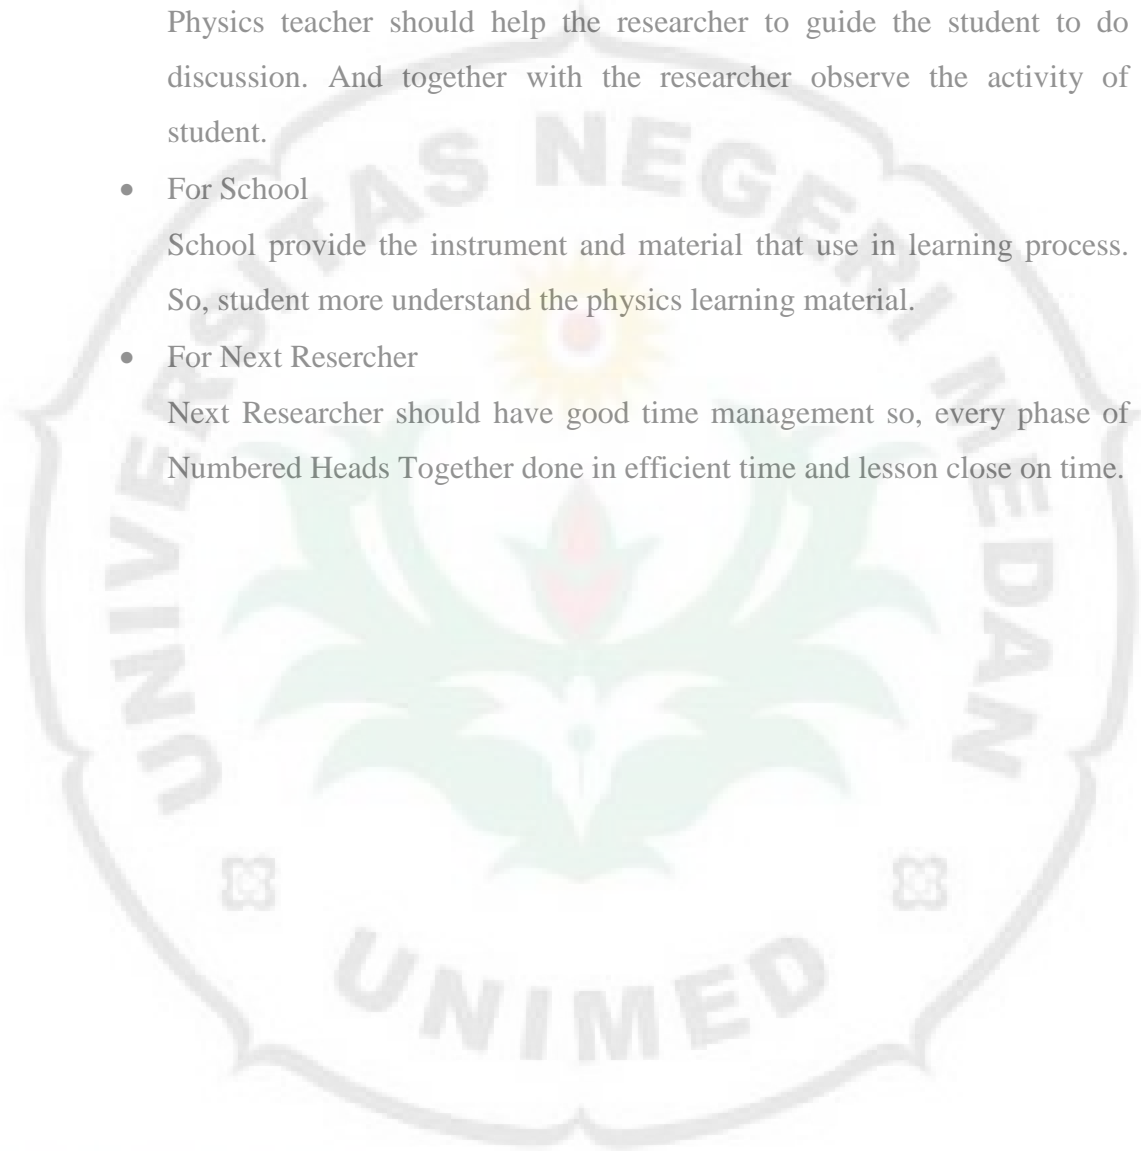 Physics teacher should help the researcher to guide the student to do
discussion. And together with the researcher observe the activity of
student.
• For School
School provide the instrument and material that use in learning process.
So, student more understand the physics learning material.
• For Next Resercher
Next Researcher should have good time management so, every phase of
Numbered Heads Together done in efficient time and lesson close on time.
UNIVERSITAS NEGERI MEDAN
UNIMED